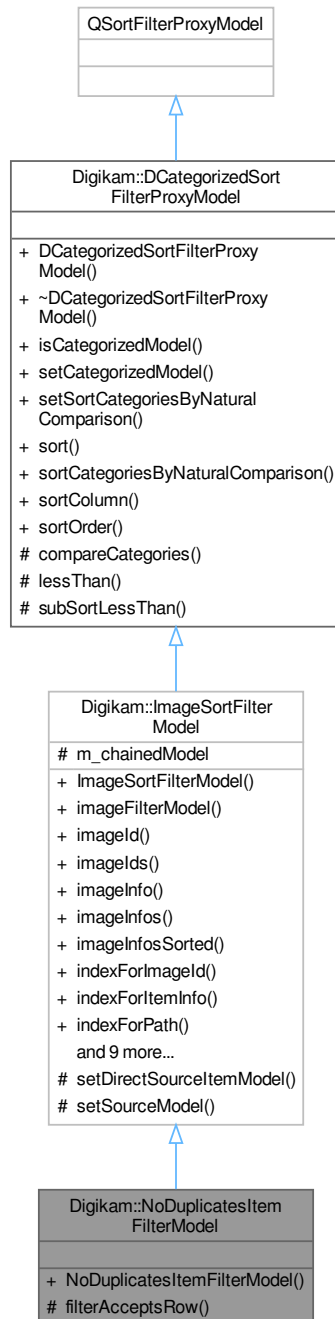 QSortFilterProxyModel
Digikam::DCategorizedSort
FilterProxyModel
+ DCategorizedSortFilterProxy
Model()
+ ~DCategorizedSortFilterProxy
Model()
+ isCategorizedModel()
+ setCategorizedModel()
+ setSortCategoriesByNatural
Comparison()
+ sort()
+ sortCategoriesByNaturalComparison()
+ sortColumn()
+ sortOrder()
# compareCategories()
# lessThan()
# subSortLessThan()
Digikam::ImageSortFilter
Model
# m_chainedModel
+ ImageSortFilterModel()
+ imageFilterModel()
+ imageId()
+ imageIds()
+ imageInfo()
+ imageInfos()
+ imageInfosSorted()
+ indexForImageId()
+ indexForItemInfo()
+ indexForPath()
and 9 more...
# setDirectSourceItemModel()
# setSourceModel()
Digikam::NoDuplicatesItem
FilterModel
+ NoDuplicatesItemFilterModel()
# filterAcceptsRow()